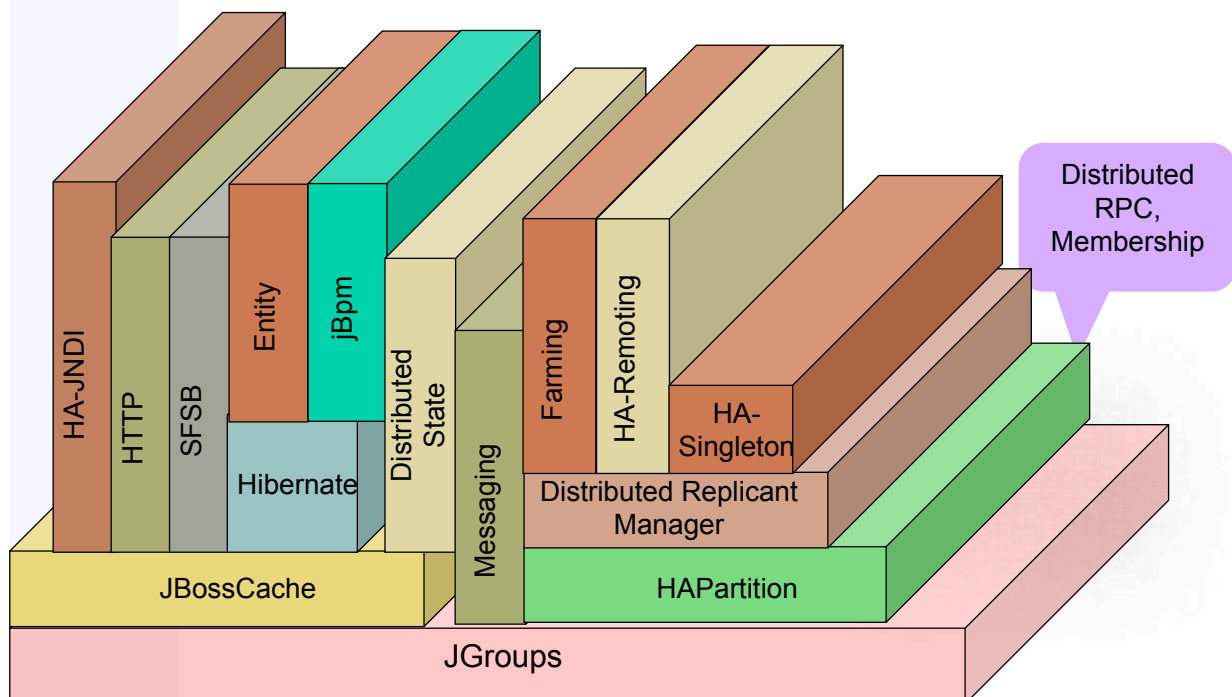 HA-JNDI
HTTP
SFSB
Entity
jBpm
Hibernate
Distributed
State
Messaging
Farming
HA-Remoting
HA-
Singleton
Distributed Replicant
Manager
JBossCache
HAPartition
JGroups
Distributed
RPC,
Membership